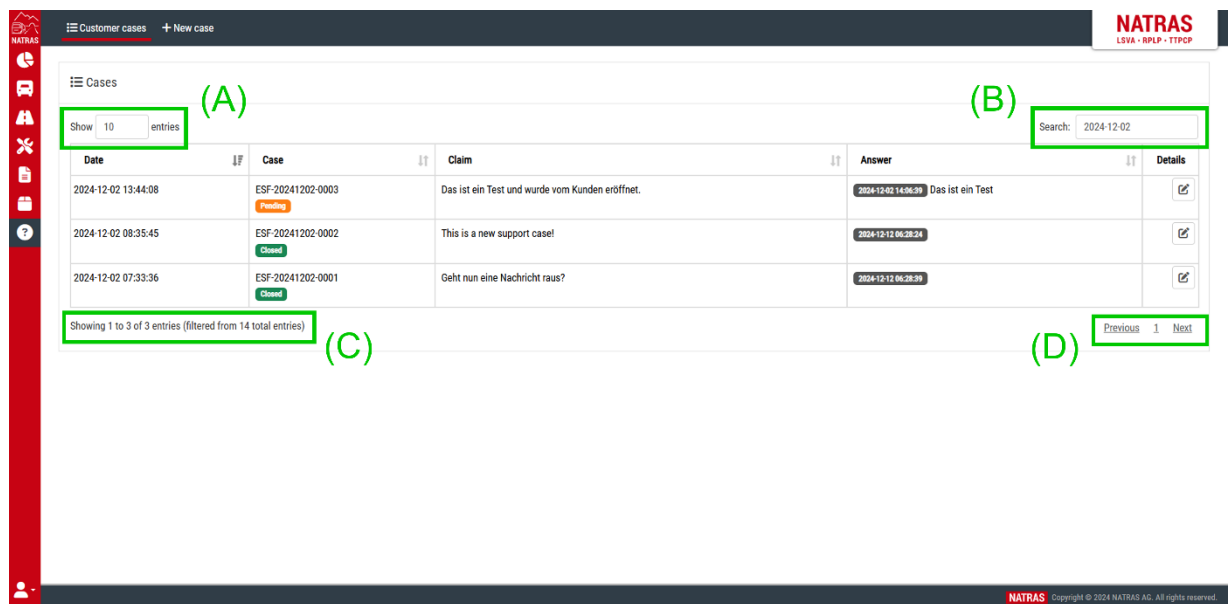 NATRAS
Customer cases
New case
NATRAS
LSVA • RPLP • TTPCP
Cases
(A)
(B)
Show 10 entries
Search: 2024-12-02
Date Case Claim Answer Details
2024-12-02 13:44:08 ESF-20241202-0003 Das ist ein Test und wurde vom Kunden eröffnet. 2024-12-02 14:06:39 Das ist ein Test
Pending
2024-12-02 08:35:45 ESF-20241202-0002 This is a new support case! 2024-12-12 06:28:24
Closed
2024-12-02 07:33:36 ESF-20241202-0001 Geht nun eine Nachricht raus? 2024-12-12 06:28:39
Closed
Showing 1 to 3 of 3 entries (filtered from 14 total entries)
Previous 1 Next
(C)
(D)
NATRAS Copyright © 2024 NATRAS AG. All rights reserved.